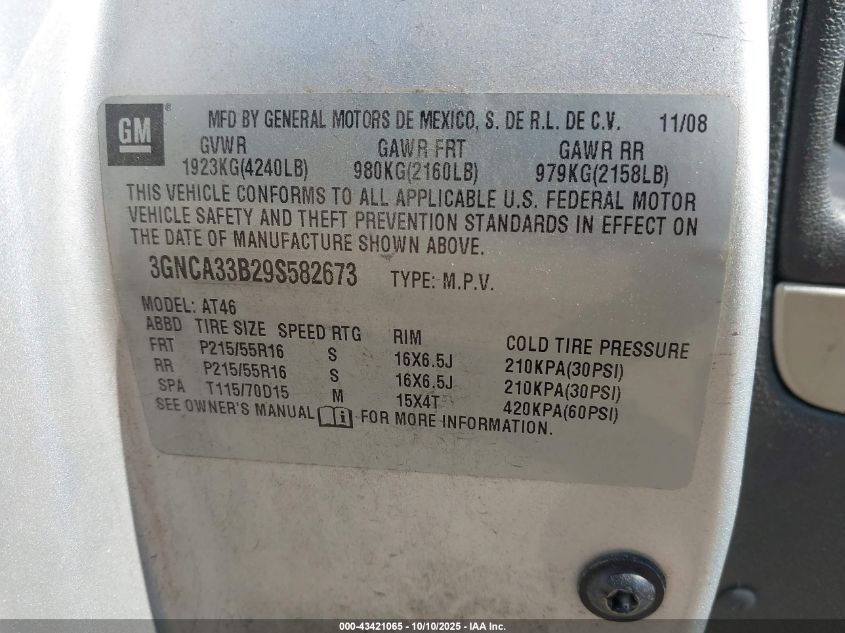 GM ®
MFD BY GENERAL MOTORS DE MEXICO, S. DE R.L. DE C.V. 11/08
GVWR GAWR FRT GAWR RR
1923KG(4240LB) 980KG(2160LB) 979KG(2158LB)
THIS VEHICLE CONFORMS TO ALL APPLICABLE U.S. FEDERAL MOTOR
VEHICLE SAFETY AND THEFT PREVENTION STANDARDS IN EFFECT ON
THE DATE OF MANUFACTURE SHOWN ABOVE.
3GNCA33B29S582673 TYPE: M.P.V.
MODEL: AT46
ABBD TIRE SIZE SPEED RTG RIM COLD TIRE PRESSURE
FRT P215/55R16 S 16X6.5J 210KPA(30PSI)
RR P215/55R16 S 16X6.5J 210KPA(30PSI)
SPA T115/70D15 M 15X4T 420KPA(60PSI)
SEE OWNER'S MANUAL i FOR MORE INFORMATION.
000-43421065 - 10/10/2025 - IAA Inc.